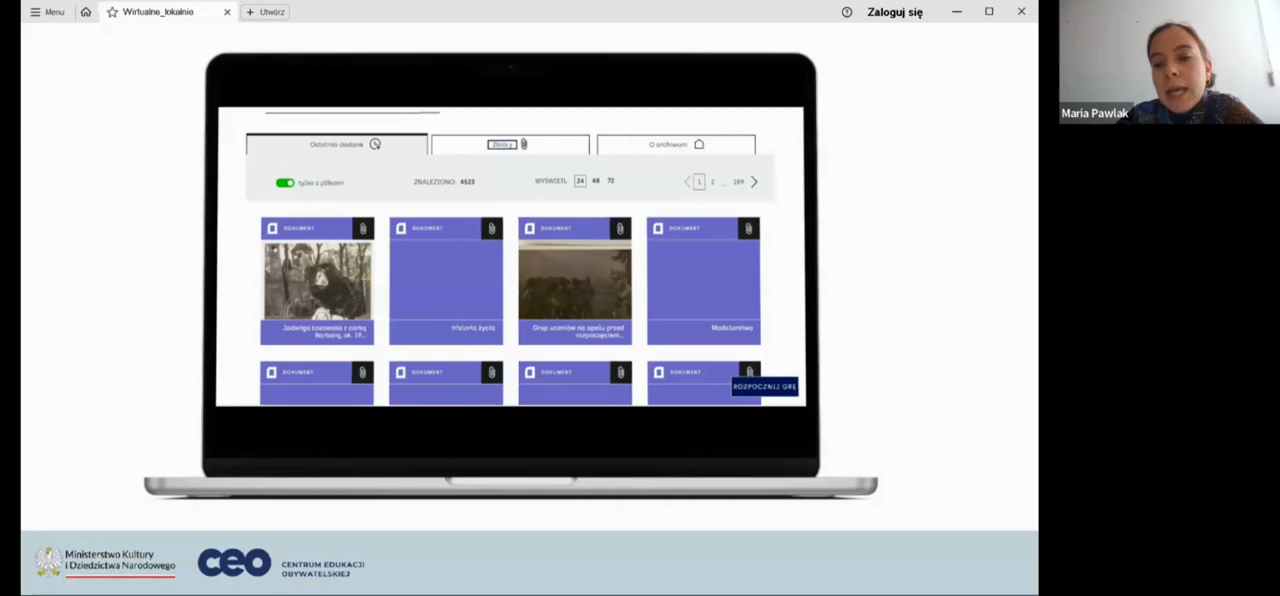 Menu
Wirtualne_lokalnie
Utwórz
Zaloguj się
Maria Pawlak
Ostatnio dodane
Zbiory
O archiwum
tylko z plikami
ZNALEZIONO: 4523
WYŚWIETL: 24 48 72
1 2 ... 189
DOKUMENT
DOKUMENT
DOKUMENT
DOKUMENT
Jadwiga Łozowska z córką
Barbarą, ok. 19...
Historia życia
Grup uczniów na apelu przed
rozpoczęciem...
Modelarstwo
DOKUMENT
DOKUMENT
DOKUMENT
DOKUMENT
ROZPOCZNIJ GRĘ
Ministerstwo Kultury
i Dziedzictwa Narodowego
ceo
CENTRUM EDUKACJI
OBYWATELSKIEJ